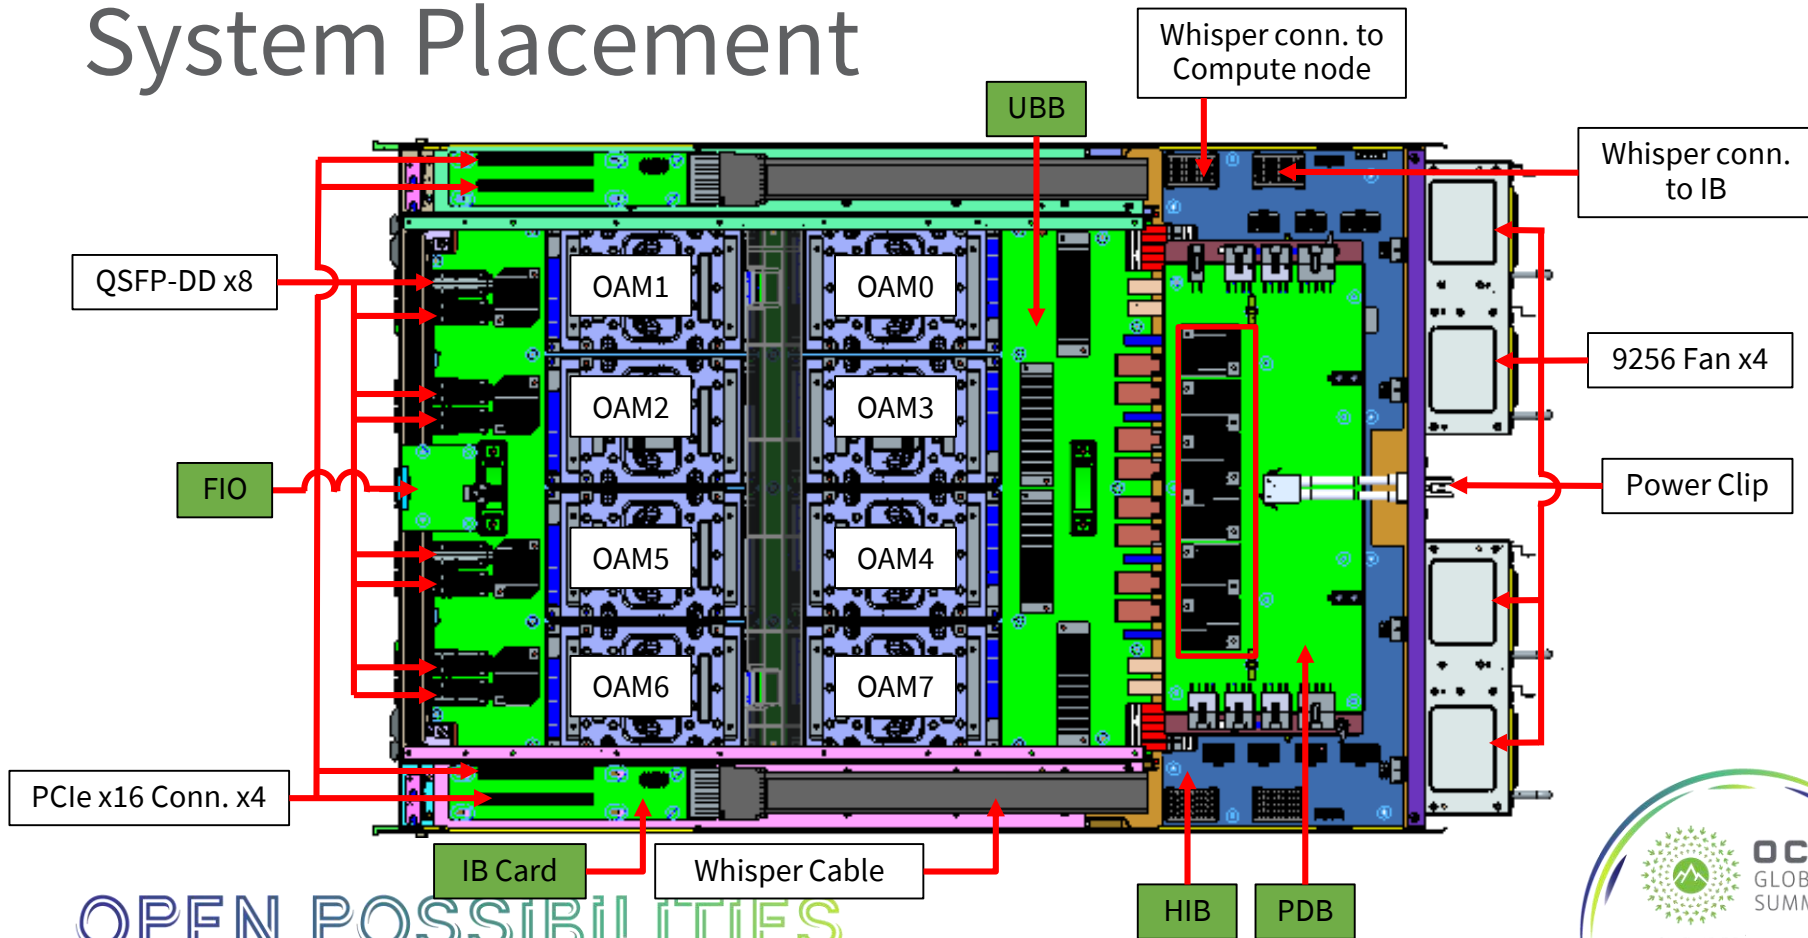 System Placement
Whisper conn. to
Compute node
UBB
Whisper conn.
to IB
QSFP-DD x8
OAM1
OAM0
9256 Fan x4
OAM2
OAM3
FIO
Power Clip
OAM5
OAM4
OAM6
OAM7
PCIe x16 Conn. x4
IB Card
Whisper Cable
HIB
PDB
OPEN POSSIBILITIES